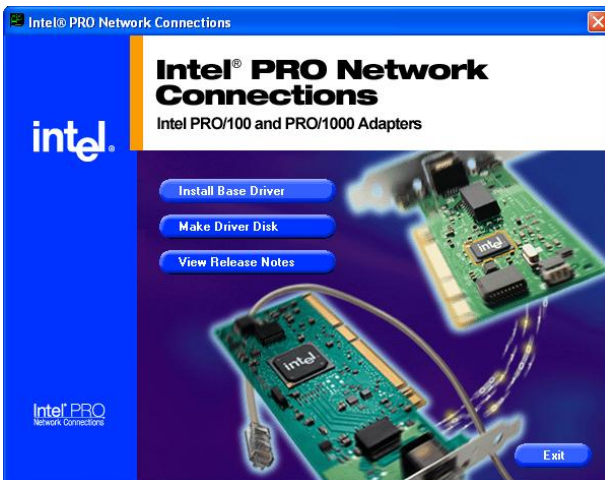 Intel® PRO Network Connections
Intel® PRO Network
Connections
Intel PRO/100 and PRO/1000 Adapters
intel®
Install Base Driver
Make Driver Disk
View Release Notes
intel
intel
Intel® PRO
Network Connections
Exit